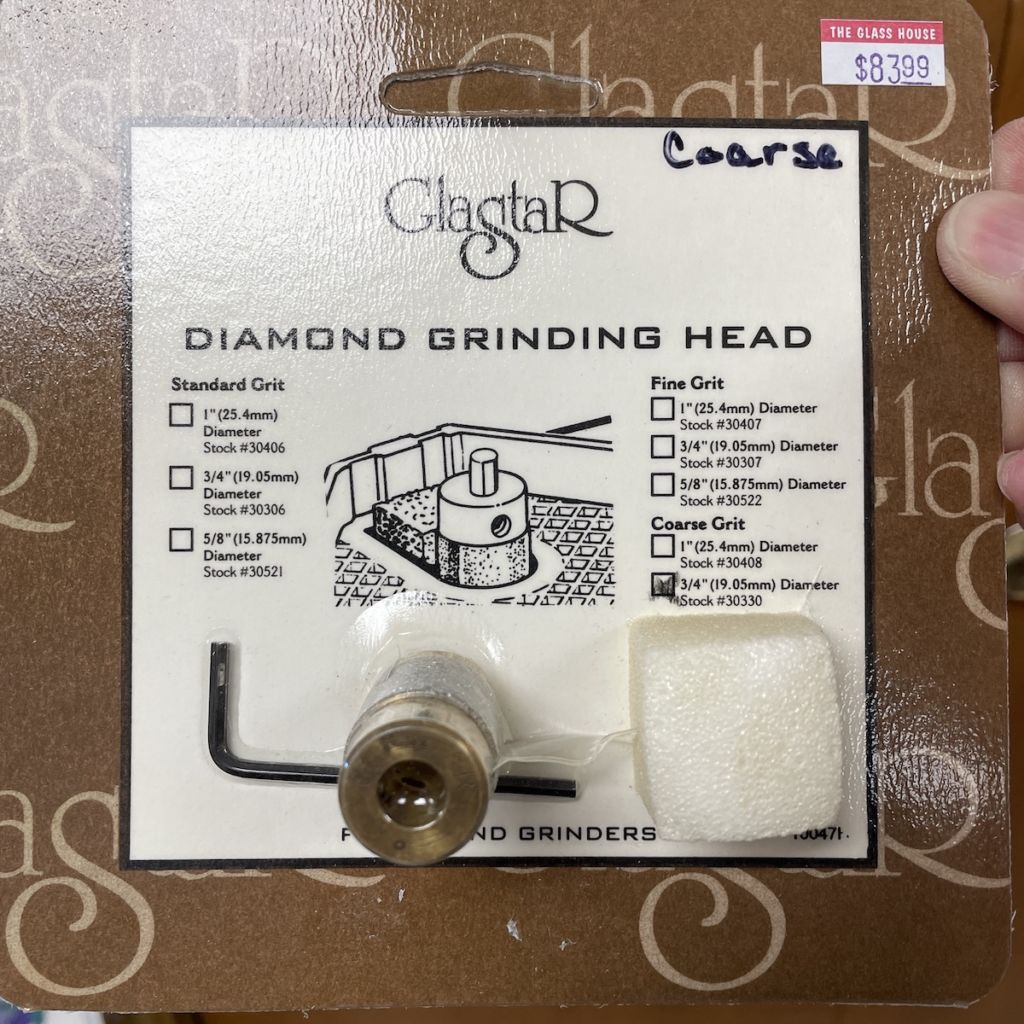 THE GLASS HOUSE
$83.99
Coarse
GlastaR
DIAMOND GRINDING HEAD
Standard Grit
1" (25.4mm)
Diameter
Stock #30406
3/4" (19.05mm)
Diameter
Stock #30306
5/8" (15.875mm)
Diameter
Stock #30521
Fine Grit
1" (25.4mm) Diameter
Stock #30407
3/4" (19.05mm) Diameter
Stock #30307
5/8" (15.875mm) Diameter
Stock #30522
Coarse Grit
1" (25.4mm) Diameter
Stock #30408
3/4" (19.05mm) Diameter
Stock #30330
GRINDERS